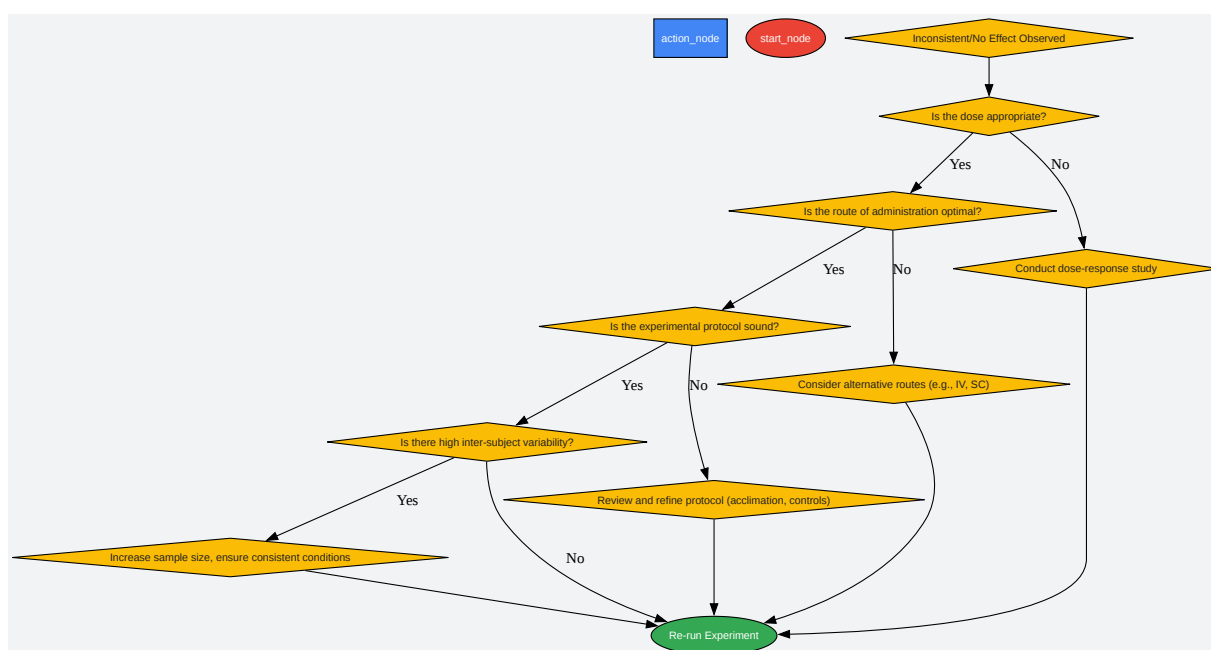 action_node
start_node
Inconsistent/No Effect Observed
Is the dose appropriate?
Yes
No
Is the route of administration optimal?
Conduct dose-response study
Yes
No
Is the experimental protocol sound?
Consider alternative routes (e.g., IV, SC)
Yes
No
Is there high inter-subject variability?
Review and refine protocol (acclimation, controls)
Yes
No
Increase sample size, ensure consistent conditions
Re-run Experiment